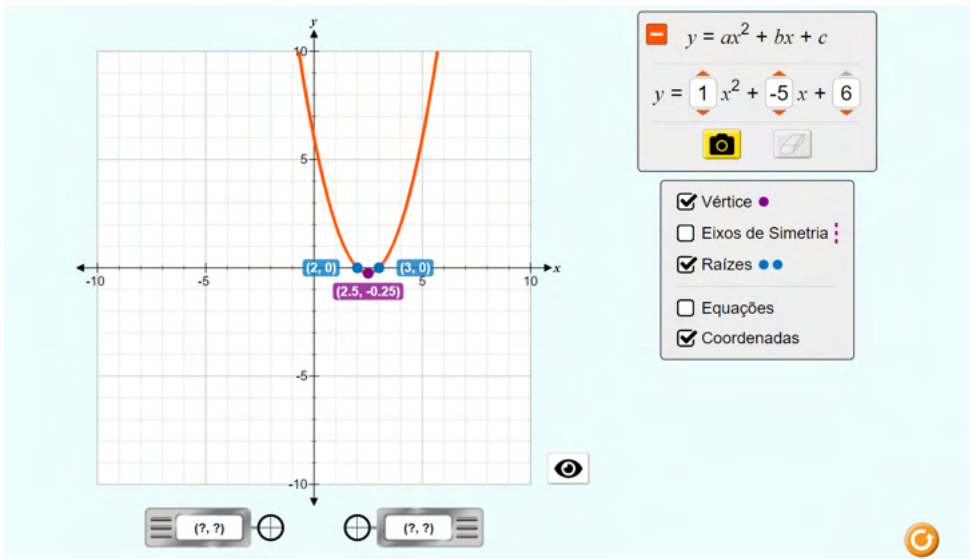 y
10
5
-10
-5
5
10
x
-5
-10
(2, 0)
(3, 0)
(2.5, -0.25)
(?, ?)
(?, ?)
y = ax² + bx + c
y = 1 x² + -5 x + 6
Vértice
Eixos de Simetria
Raízes
Equações
Coordenadas